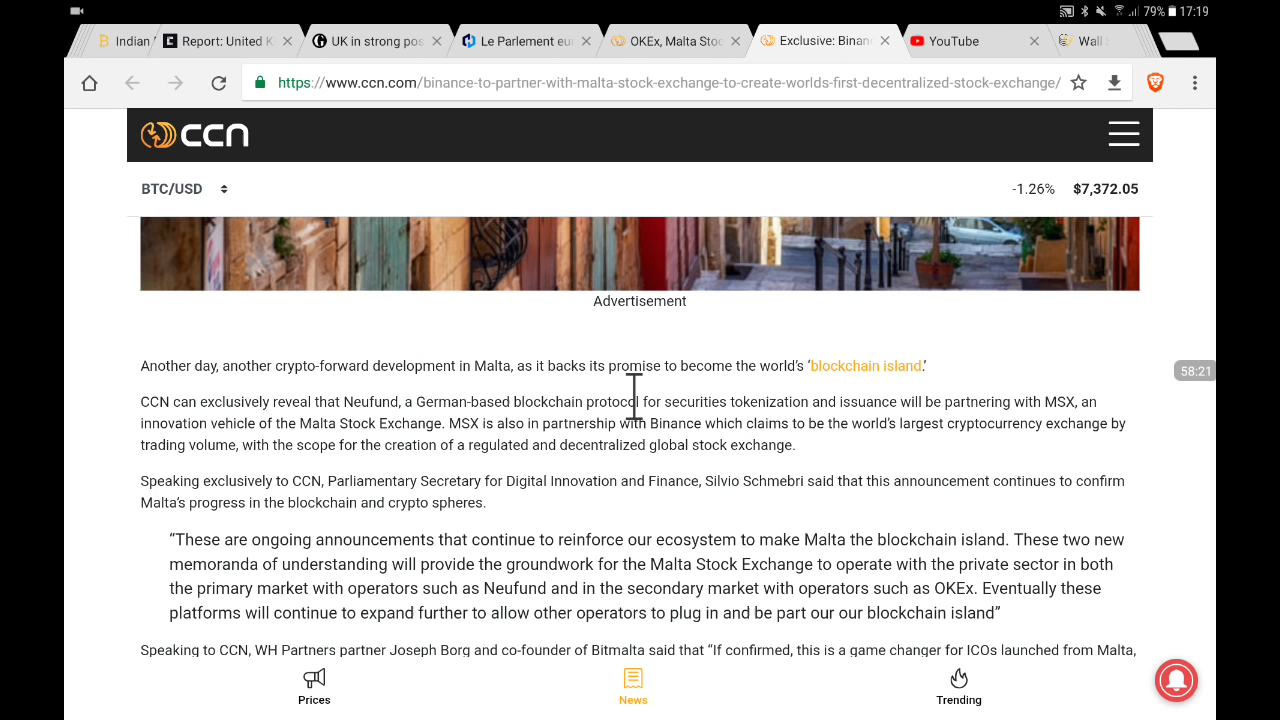 79% 17:19
Indian
Report: United K
UK in strong pos
Le Parlement eu
OKEx, Malta Stoc
Exclusive: Binan
YouTube
Wall
https://www.ccn.com/binance-to-partner-with-malta-stock-exchange-to-create-worlds-first-decentralized-stock-exchange/
ccn
BTC/USD -1.26% $7,372.05
Advertisement
Another day, another crypto-forward development in Malta, as it backs its promise to become the world's 'blockchain island.'
58:21
CCN can exclusively reveal that Neufund, a German-based blockchain protocol for securities tokenization and issuance will be partnering with MSX, an
innovation vehicle of the Malta Stock Exchange. MSX is also in partnership with Binance which claims to be the world's largest cryptocurrency exchange by
trading volume, with the scope for the creation of a regulated and decentralized global stock exchange.
Speaking exclusively to CCN, Parliamentary Secretary for Digital Innovation and Finance, Silvio Schmebri said that this announcement continues to confirm
Malta's progress in the blockchain and crypto spheres.
“These are ongoing announcements that continue to reinforce our ecosystem to make Malta the blockchain island. These two new
memoranda of understanding will provide the groundwork for the Malta Stock Exchange to operate with the private sector in both
the primary market with operators such as Neufund and in the secondary market with operators such as OKEx. Eventually these
platforms will continue to expand further to allow other operators to plug in and be part our our blockchain island”
Speaking to CCN, WH Partners partner Joseph Borg and co-founder of Bitmalta said that “If confirmed, this is a game changer for ICOs launched from Malta,
Prices
News
Trending